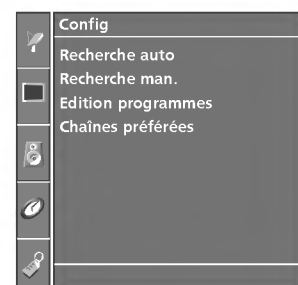 Config
Recherche auto
Recherche man.
Edition programmes
Chaînes préférées